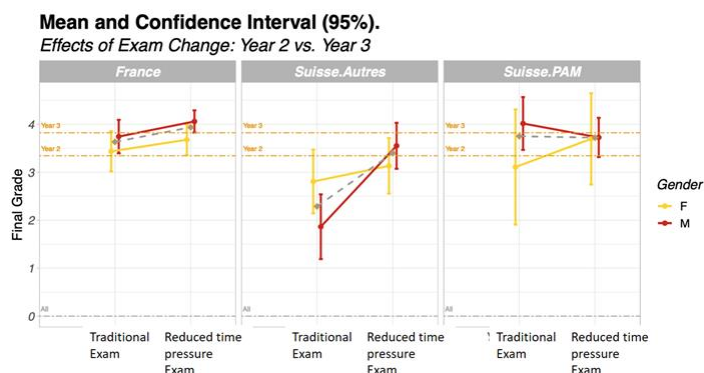 Mean and Confidence Interval (95%).
Effects of Exam Change: Year 2 vs. Year 3
France
Suisse.Autres
Suisse.PAM
Final Grade
4
3
2
1
0
Year 3
Year 2
All
Year 3
Year 2
All
Year 3
Year 2
All
Gender
F
M
Traditional
Exam
Reduced time
pressure
Exam
Traditional
Exam
Reduced time
pressure
Exam
Traditional
Exam
Reduced time
pressure
Exam